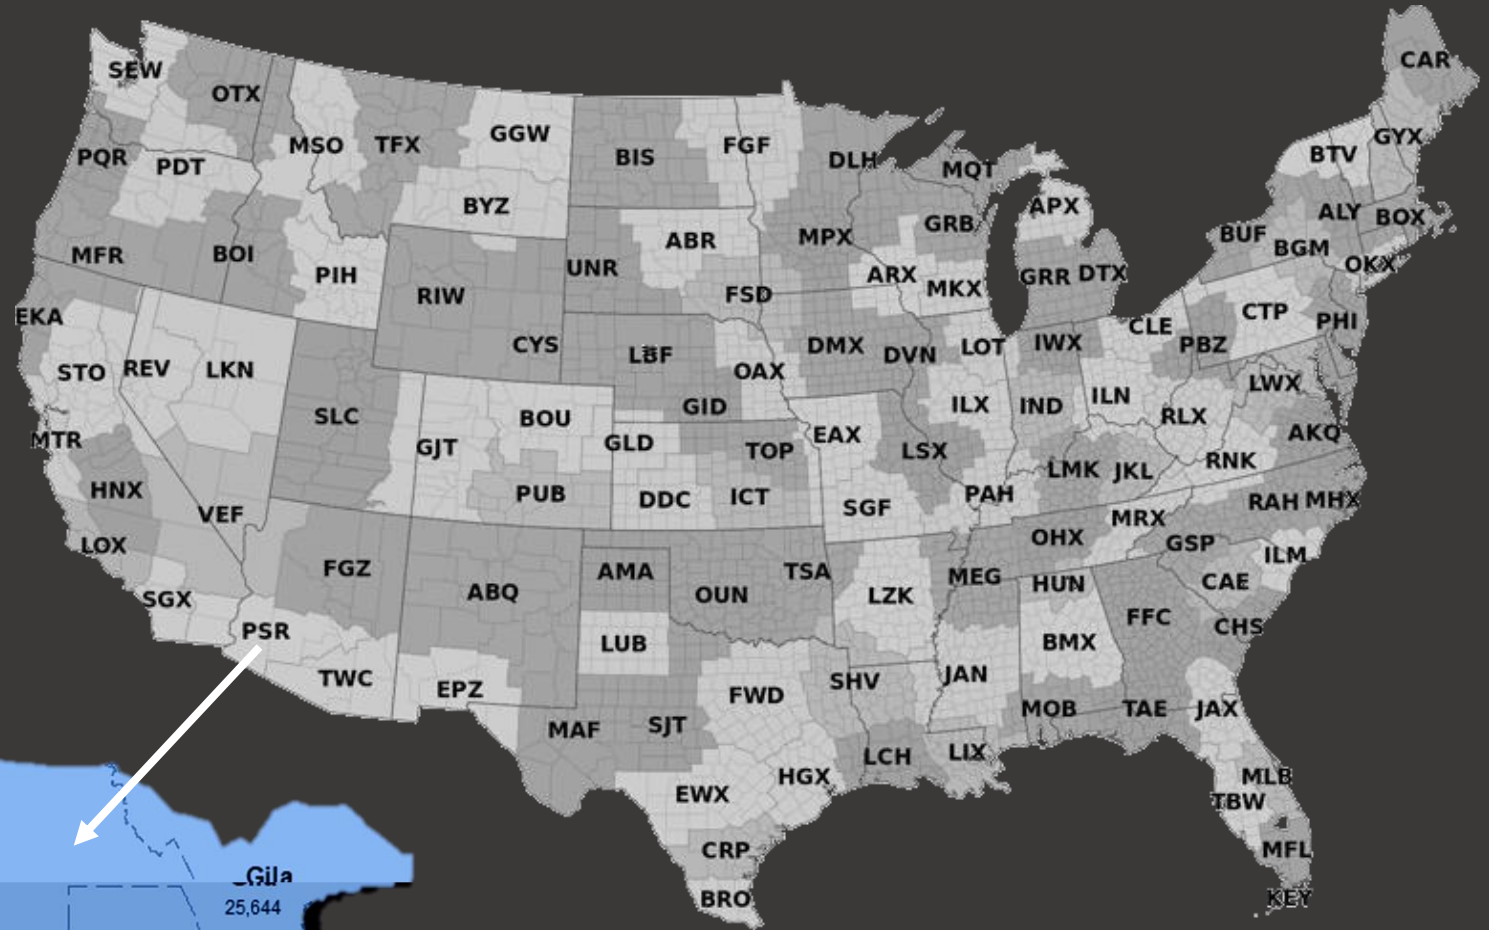 CAR
SEW
OTX
GGW
MSO
TFX
FGF
BIS
DLH
MQT
GYX
BTV
PQR
PDT
BYZ
APX
ALY
BOX
GRB
MPX
BUF
BGM
ABR
MFR
BOI
OKX
UNR
PIH
ARX
GRR
DTX
MKX
RIW
FSD
CTP
EKA
PHI
CLE
CYS
DMX
DVN
LOT
IWX
PBZ
LBF
STO
REV
LKN
OAX
LWX
ILN
GID
ILX
IND
SLC
BOU
RLX
MTR
GJT
GLD
EAX
AKQ
TOP
LSX
RNK
LMK
JKL
HNX
PUB
DDC
ICT
PAH
RAH
MHX
SGF
VEF
MRX
LOX
OHX
GSP
ILM
FGZ
AMA
TSA
MEG
HUN
CAE
ABQ
OUN
LZK
SGX
FFC
CHS
PSR
LUB
BMX
TWC
EPZ
FWD
SHV
JAN
MOB
TAE
JAX
MAF
SJT
LCH
LIX
HGX
MLB
EWX
TBW
CRP
MFL
BRO
KEY
Gila
25,644